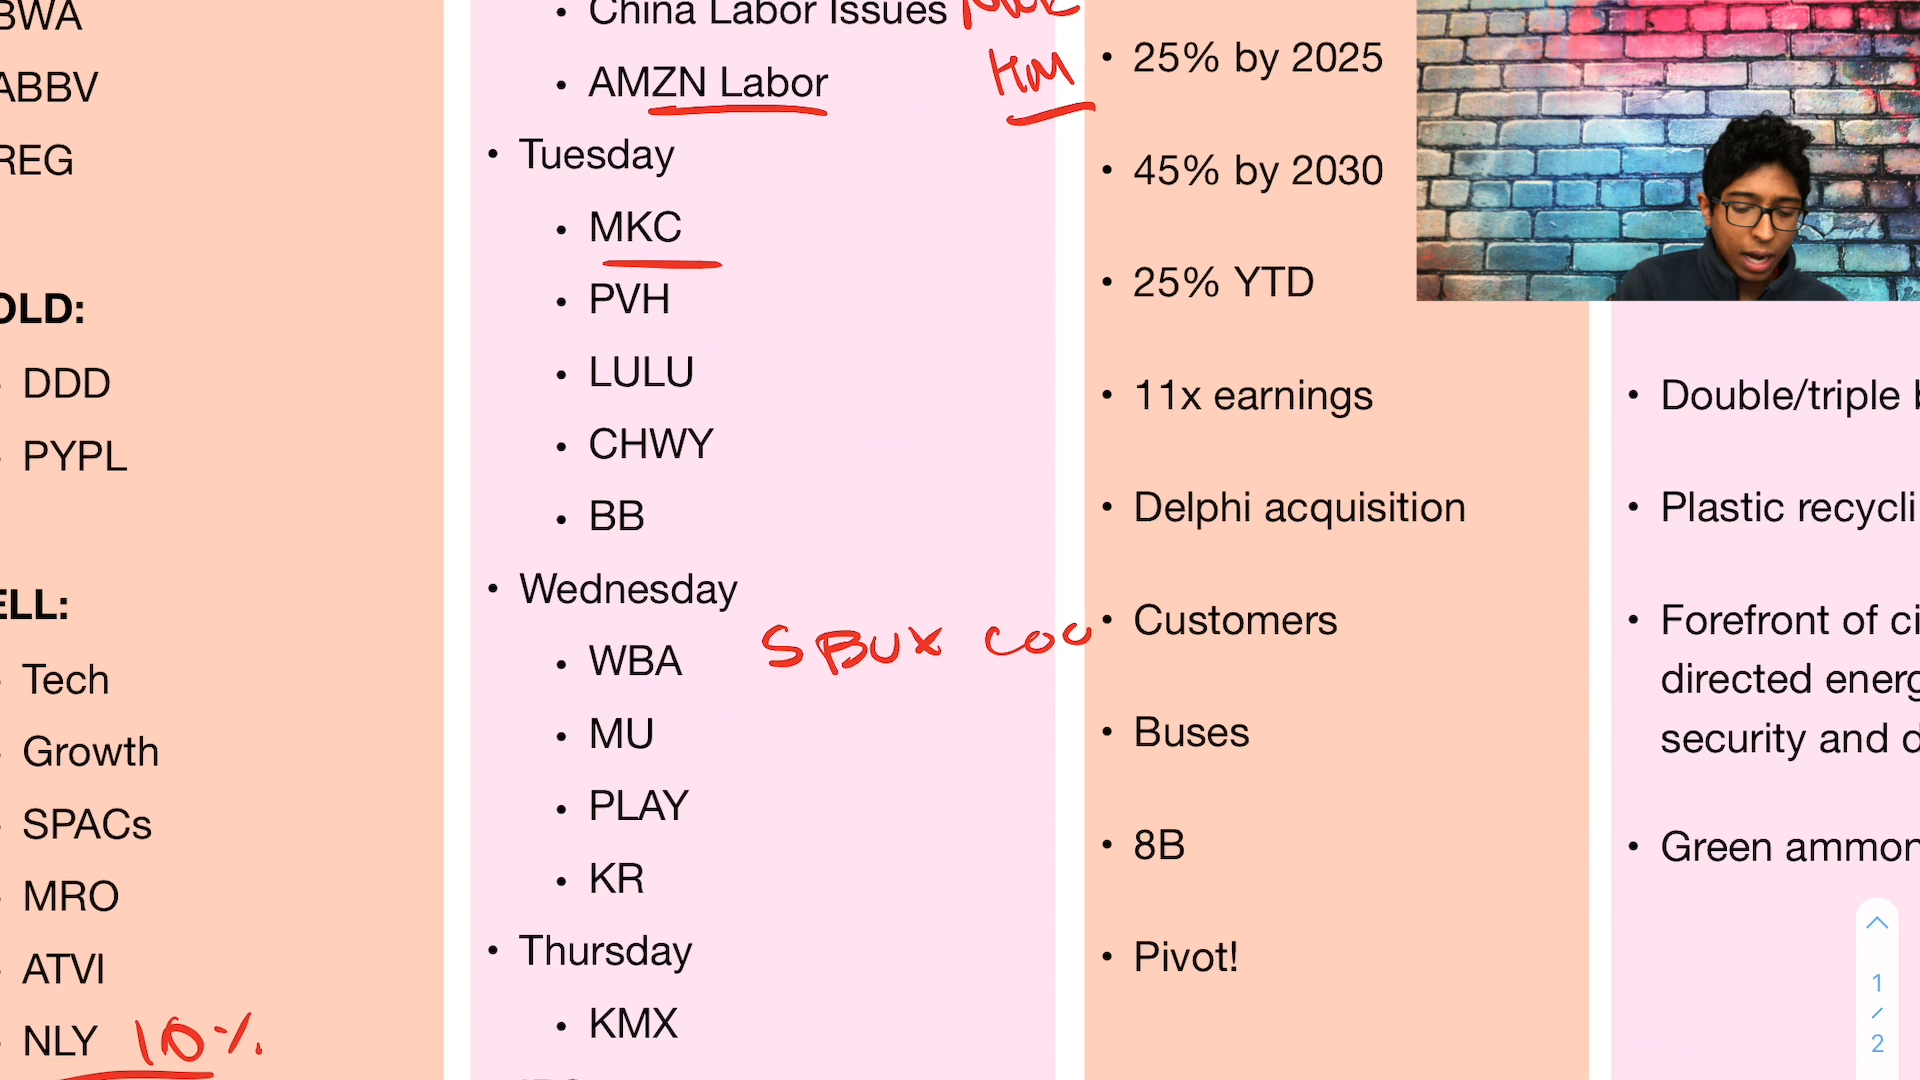 BWA
ABBV
REG
OLD:
DDD
PYPL
ELL:
Tech
Growth
SPACs
MRO
ATVI
NLY 10%
China Labor Issues
AMZN Labor HM
Tuesday
MKC
PVH
LULU
CHWY
BB
Wednesday
WBA SBUX COO
MU
PLAY
KR
Thursday
KMX
25% by 2025
45% by 2030
25% YTD
11x earnings
Delphi acquisition
Customers
Buses
8B
Pivot!
Double/triple b
Plastic recycli
Forefront of ci
directed energ
security and d
Green ammon
1
/
2